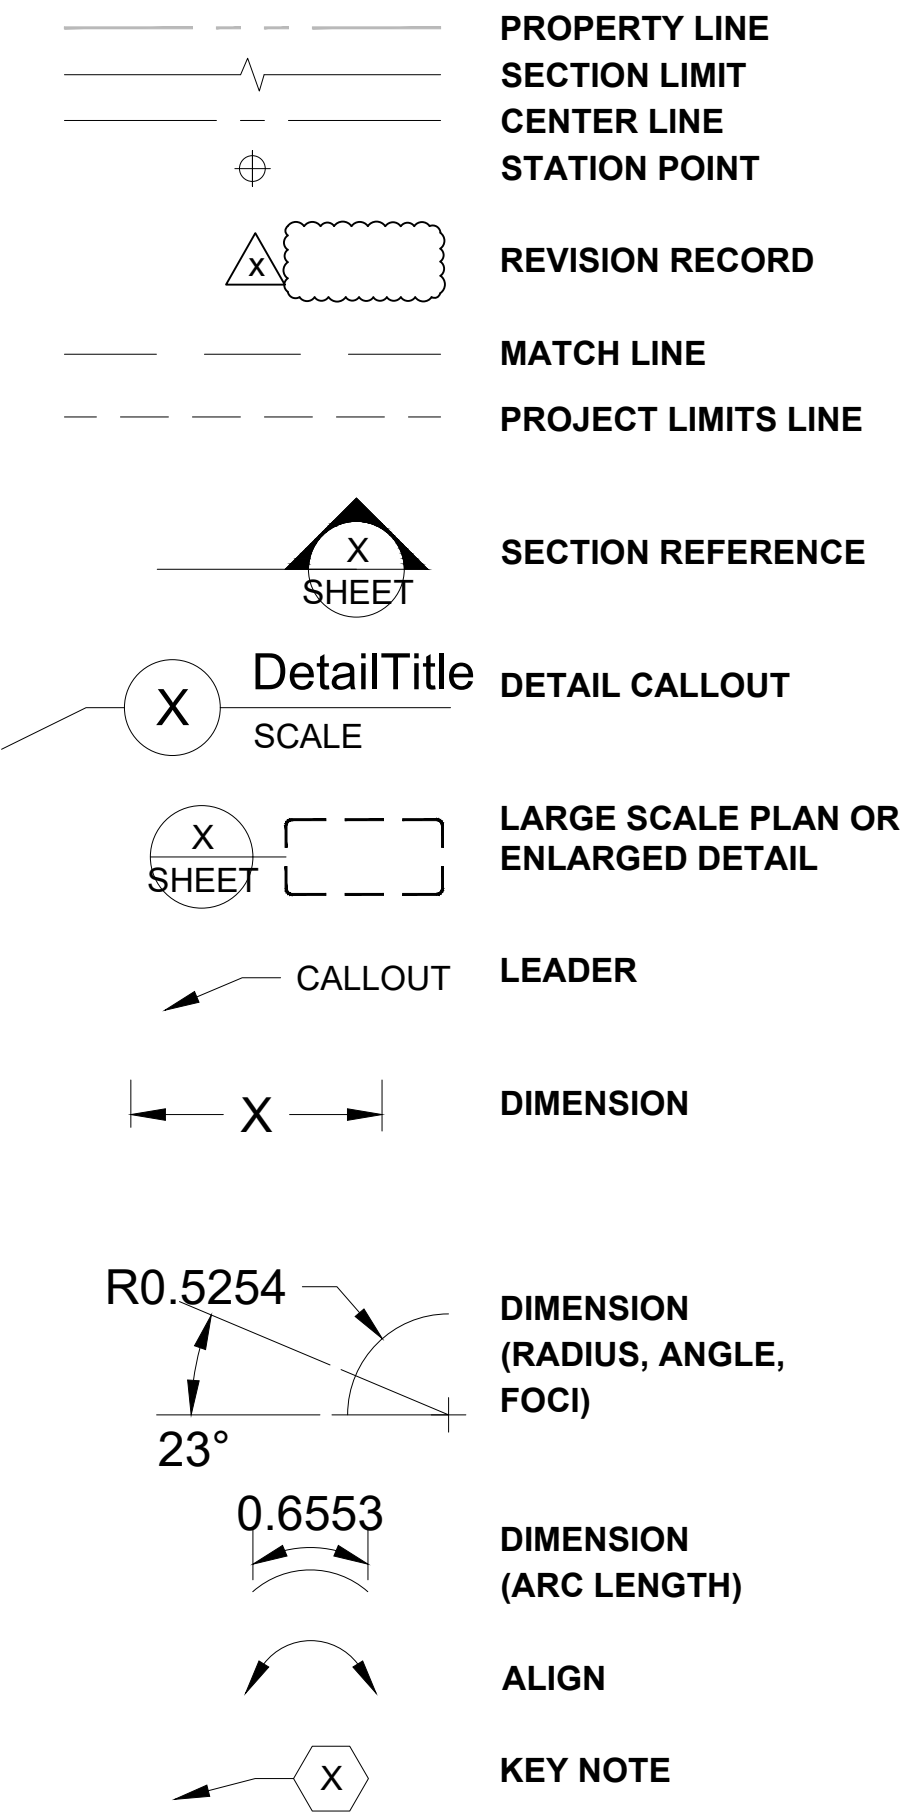 PROPERTY LINE
SECTION LIMIT
CENTER LINE
STATION POINT
X
REVISION RECORD
MATCH LINE
PROJECT LIMITS LINE
X
SHEET
SECTION REFERENCE
X
DetailTitle
SCALE
DETAIL CALLOUT
X
SHEET
LARGE SCALE PLAN OR
ENLARGED DETAIL
CALLOUT
LEADER
X
DIMENSION
R0.5254
23°
DIMENSION
(RADIUS, ANGLE,
FOCI)
0.6553
DIMENSION
(ARC LENGTH)
ALIGN
X
KEY NOTE